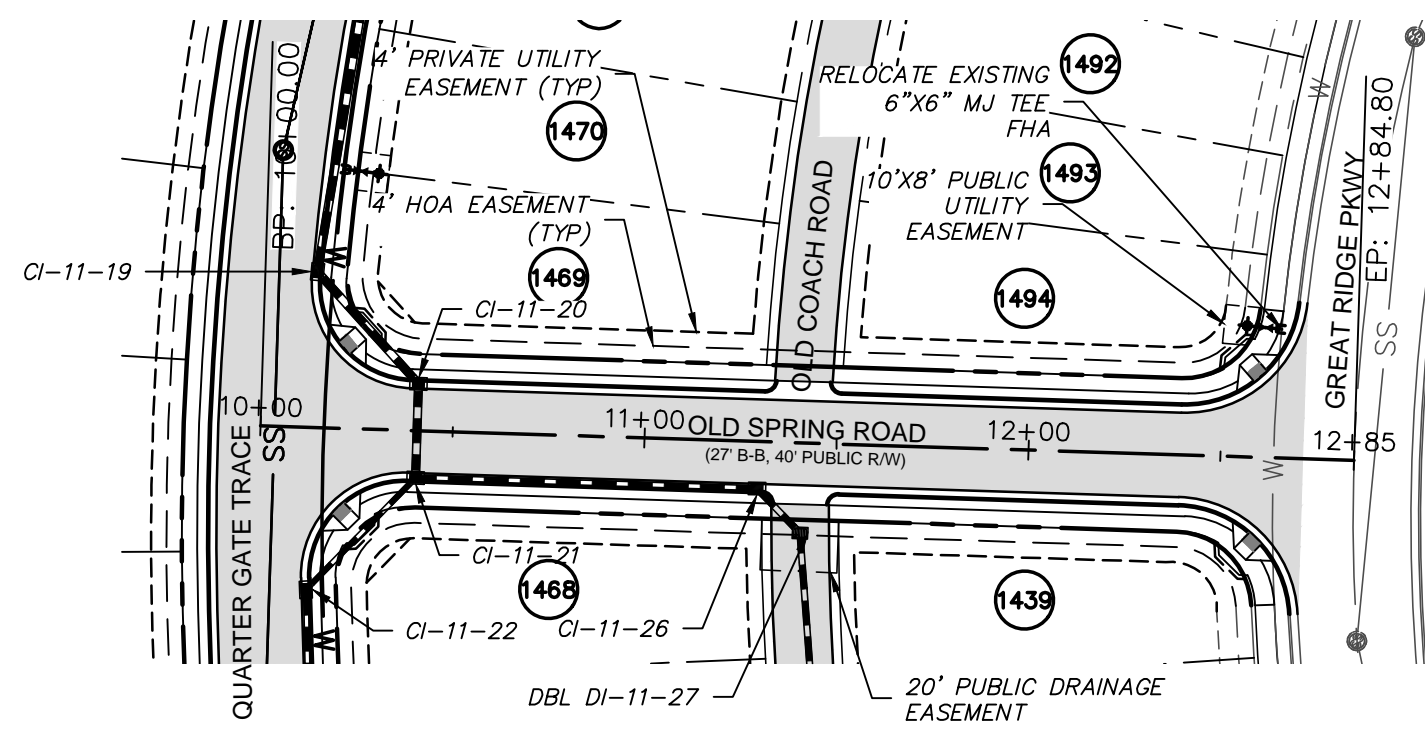 4' PRIVATE UTILITY
EASEMENT (TYP)
1470
RELOCATE EXISTING
6"X6" MJ TEE
FHA
1492
1493
10'X8' PUBLIC
UTILITY
EASEMENT
4' HOA EASEMENT
(TYP)
1469
1494
CI-11-19
CI-11-20
W
W
W
W
BP: 10+00.00
OLD COACH ROAD
GREAT RIDGE PKWY
EP: 12+84.80
SS
SS
10+00
11+00
OLD SPRING ROAD
(27' B-B, 40' PUBLIC R/W)
12+00
12+85
QUARTER GATE TRACE
CI-11-21
1468
CI-11-22
CI-11-26
1439
DBL DI-11-27
20' PUBLIC DRAINAGE
EASEMENT